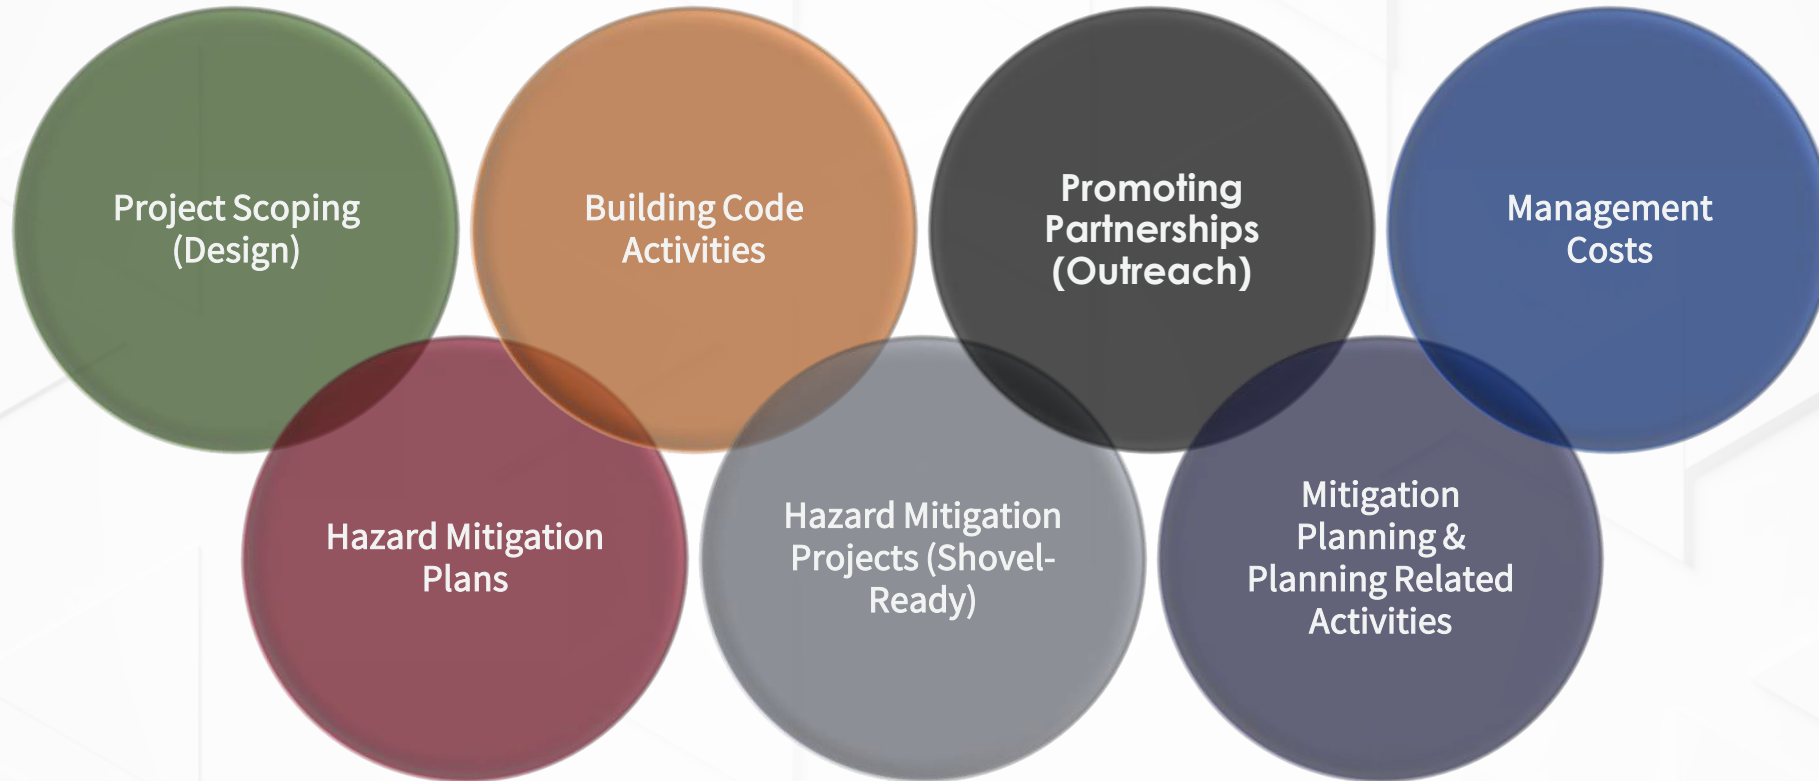 Project Scoping
(Design)
Building Code
Activities
Promoting
Partnerships
(Outreach)
Management
Costs
Hazard Mitigation
Plans
Hazard Mitigation
Projects (Shovel-
Ready)
Mitigation
Planning &
Planning Related
Activities